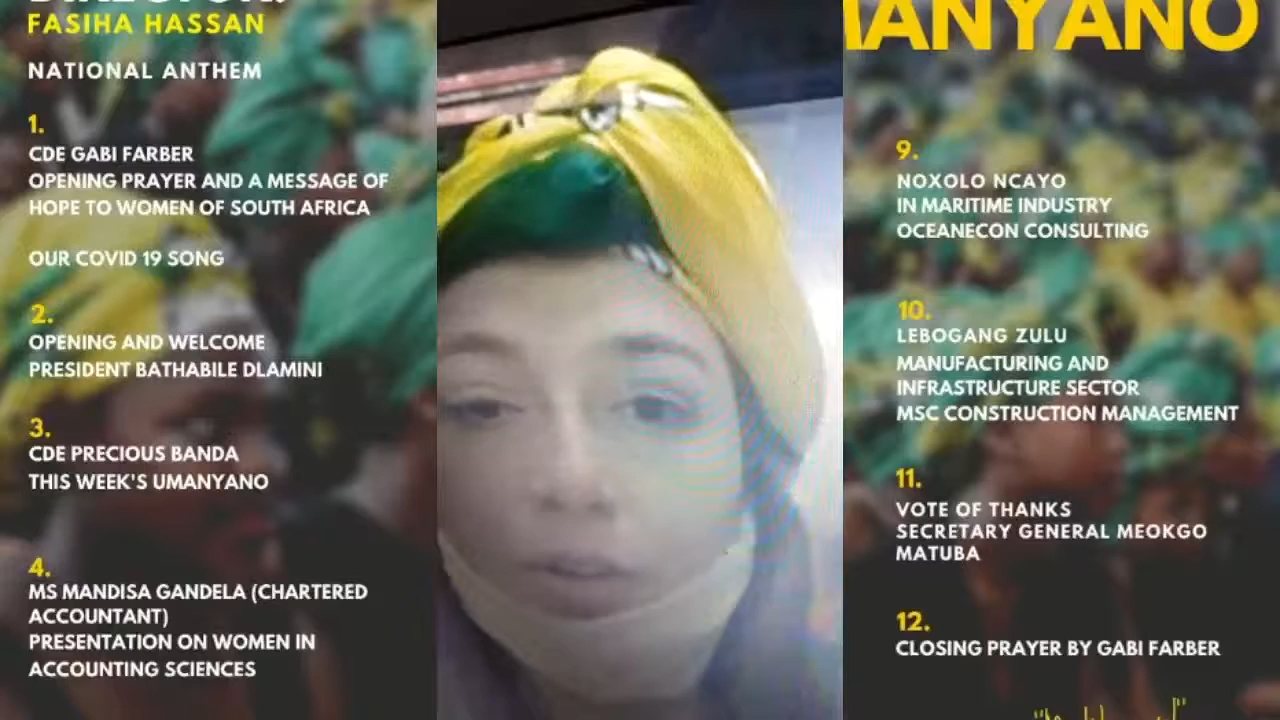 FASIHA HASSAN
NATIONAL ANTHEM
1.
CDE GABI FARBER
OPENING PRAYER AND A MESSAGE OF
HOPE TO WOMEN OF SOUTH AFRICA
OUR COVID 19 SONG
2.
OPENING AND WELCOME
PRESIDENT BATHABILE DLAMINI
3.
CDE PRECIOUS BANDA
THIS WEEK'S UMANYANO
4.
MS MANDISA GANDELA (CHARTERED
ACCOUNTANT)
PRESENTATION ON WOMEN IN
ACCOUNTING SCIENCES
MANYANO
9.
NOXOLO NCAYO
IN MARITIME INDUSTRY
OCEANECON CONSULTING
10.
LEBOGANG ZULU
MANUFACTURING AND
INFRASTRUCTURE SECTOR
MSC CONSTRUCTION MANAGEMENT
11.
VOTE OF THANKS
SECRETARY GENERAL MEOKGO
MATUBA
12.
CLOSING PRAYER BY GABI FARBER